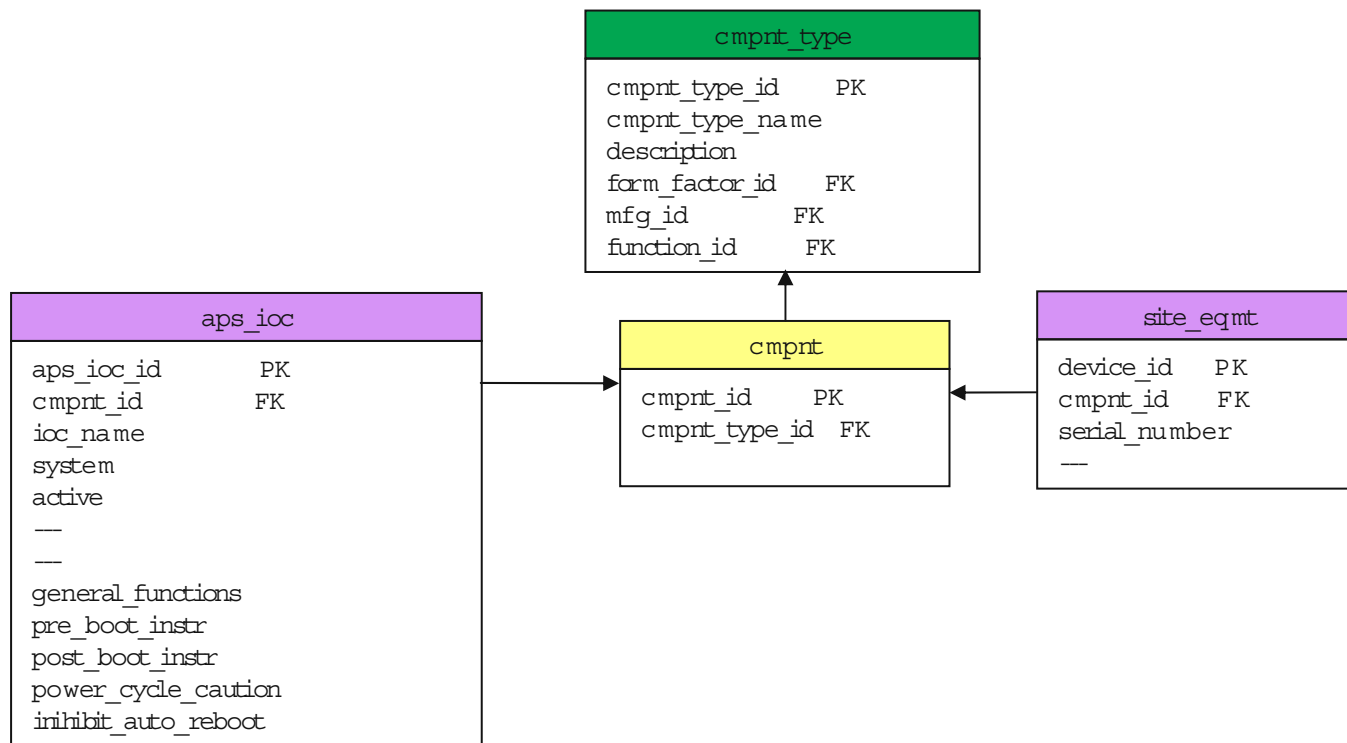 cmpnt_type
cmpnt_type_id PK
cmpnt_type_name
description
form_factor_id FK
mfg_id FK
function_id FK
aps_ioc
aps_ioc_id PK
cmpnt_id FK
ioc_name
system
active
---
---
general_functions
pre_boot_instr
post_boot_instr
power_cycle_caution
inihibit_auto_reboot
cmpnt
cmpnt_id PK
cmpnt_type_id FK
site_eqmt
device_id PK
cmpnt_id FK
serial_number
---